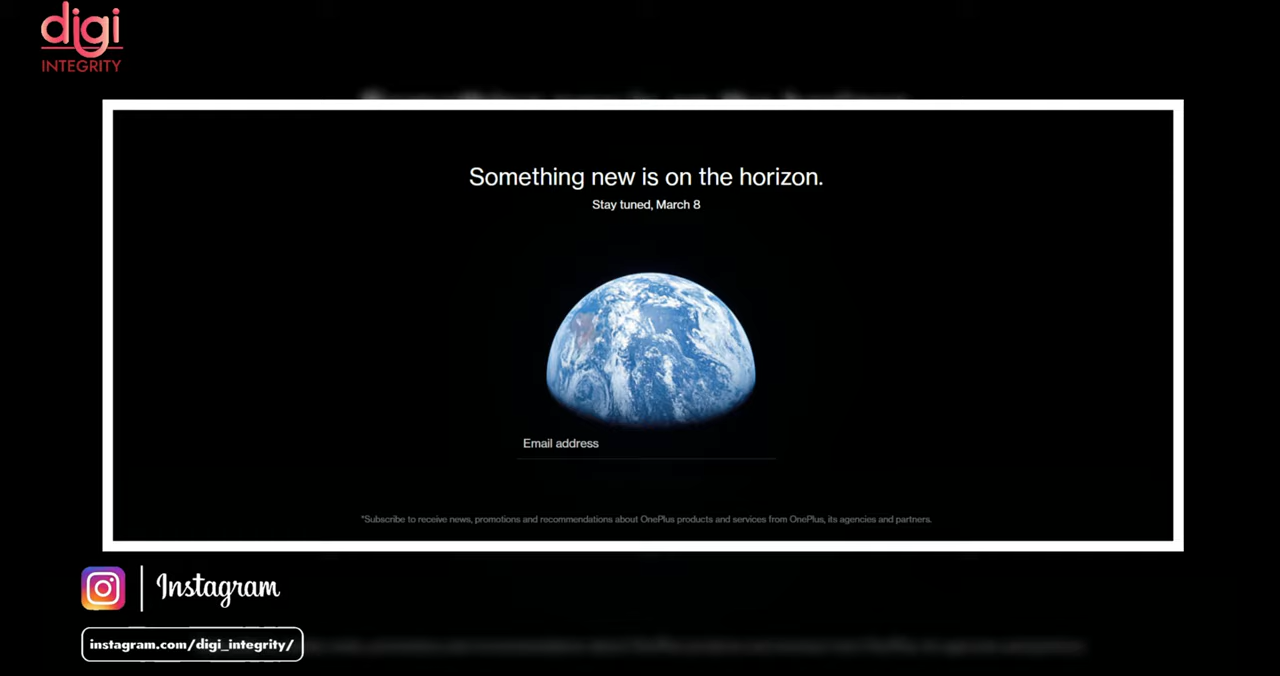 digi
INTEGRITY
Something new is on the horizon.
Stay tuned, March 8
Email address
*Subscribe to receive news, promotions and recommendations about OnePlus products and services from OnePlus, its agencies and partners.
Instagram
instagram.com/digi_integrity/